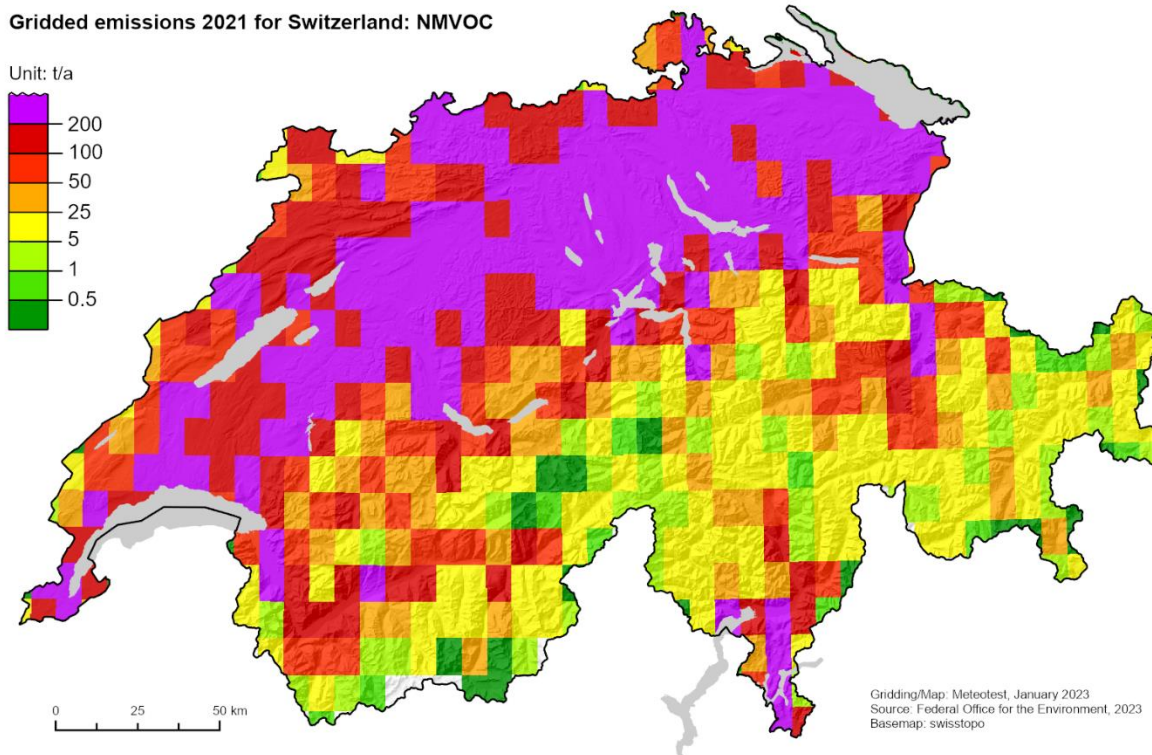 Gridded emissions 2021 for Switzerland: NMVOC
Unit: t/a
200
100
50
25
5
1
0.5
0 25 50 km
Gridding/Map: Meteotest, January 2023
Source: Federal Office for the Environment, 2023
Basemap: swisstopo